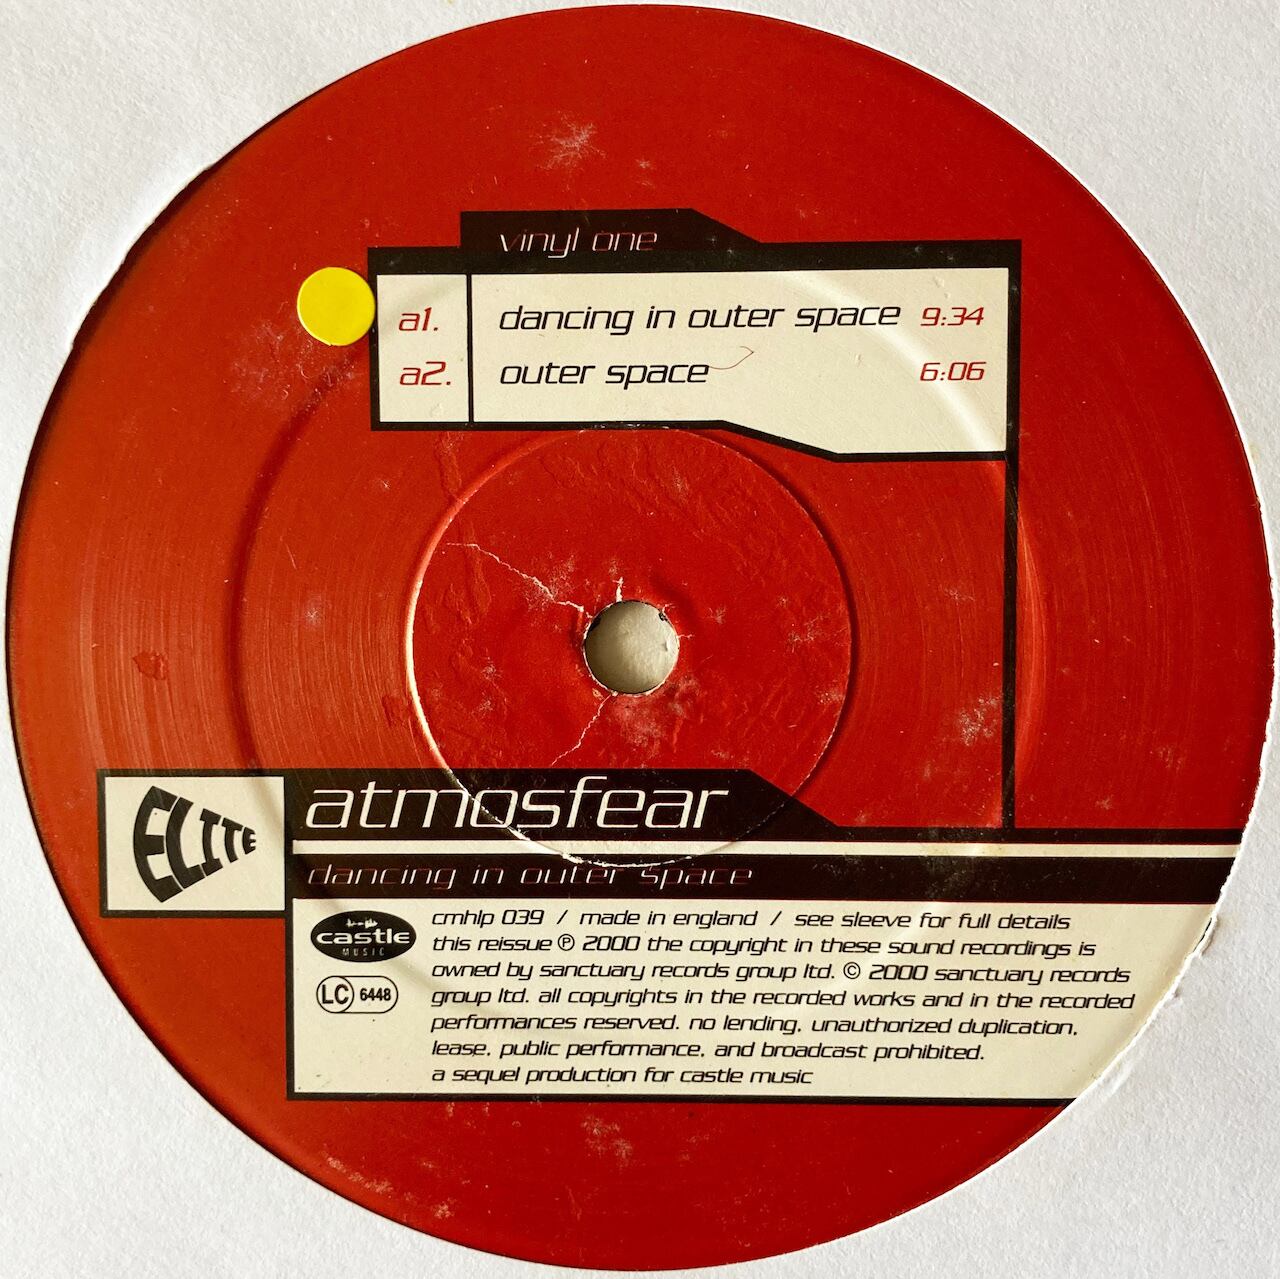 vinyl one
a1. dancing in outer space 9:34
a2. outer space 6:06
ELITE
atmosfear
dancing in outer space
castle
MUSIC
LC 6448
cmhlp 039 / made in england / see sleeve for full details
this reissue ℗ 2000 the copyright in these sound recordings is
owned by sanctuary records group ltd. © 2000 sanctuary records
group ltd. all copyrights in the recorded works and in the recorded
performances reserved. no lending, unauthorized duplication,
lease, public performance, and broadcast prohibited.
a sequel production for castle music